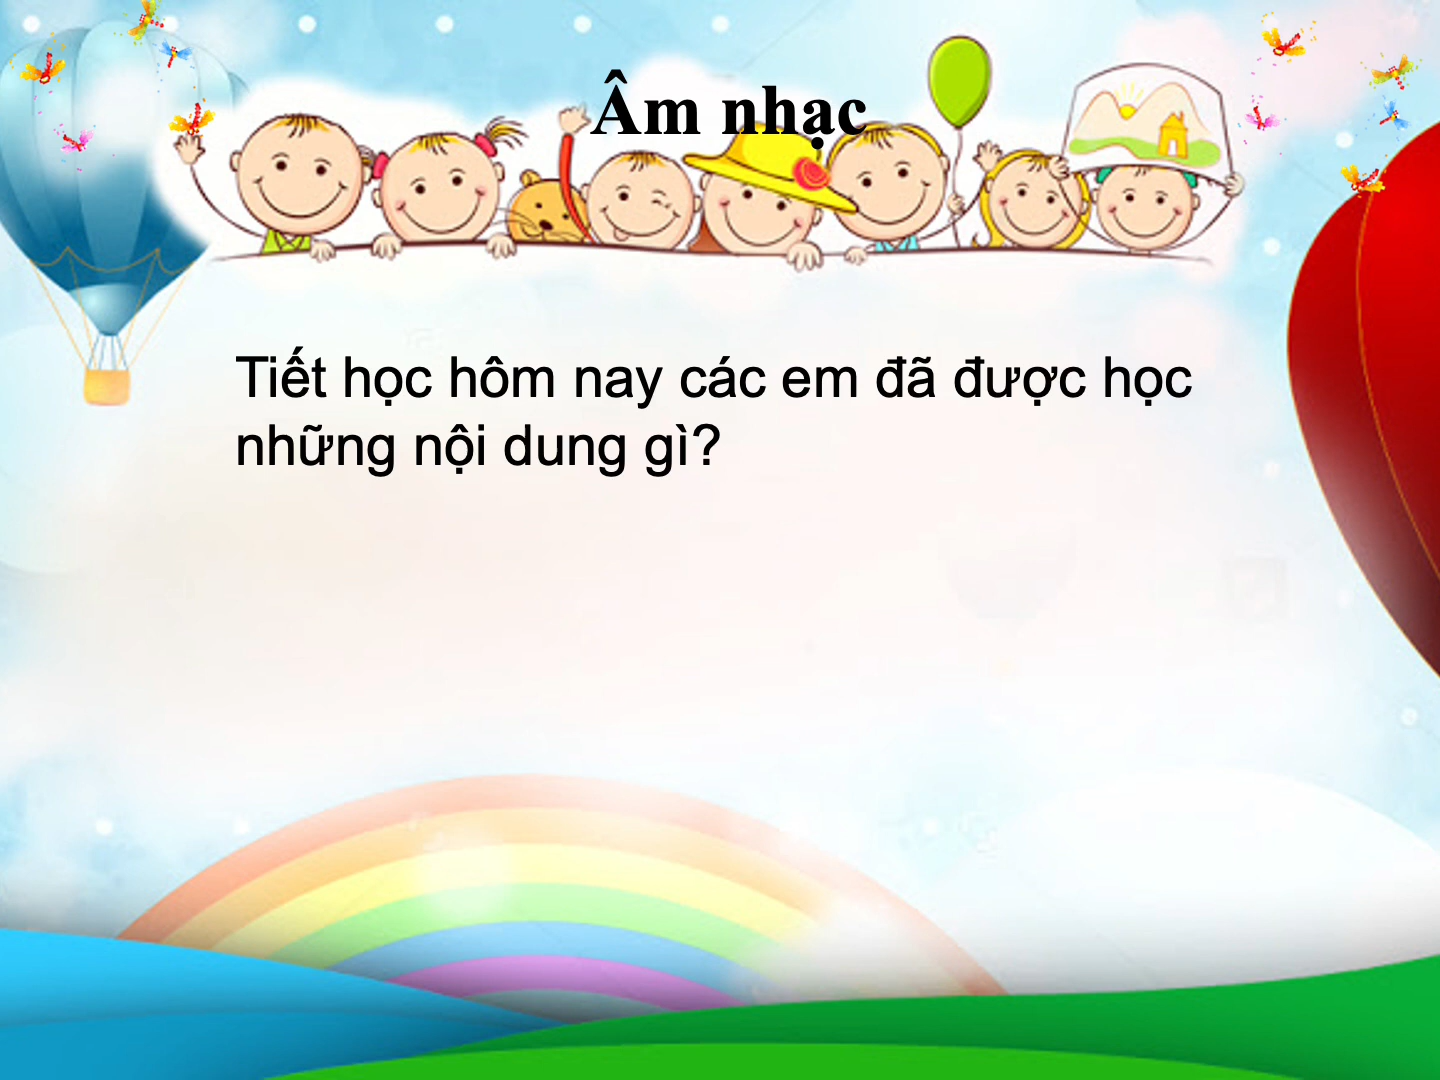 Âm nhạc
Tiết học hôm nay các em đã được học
những nội dung gì?